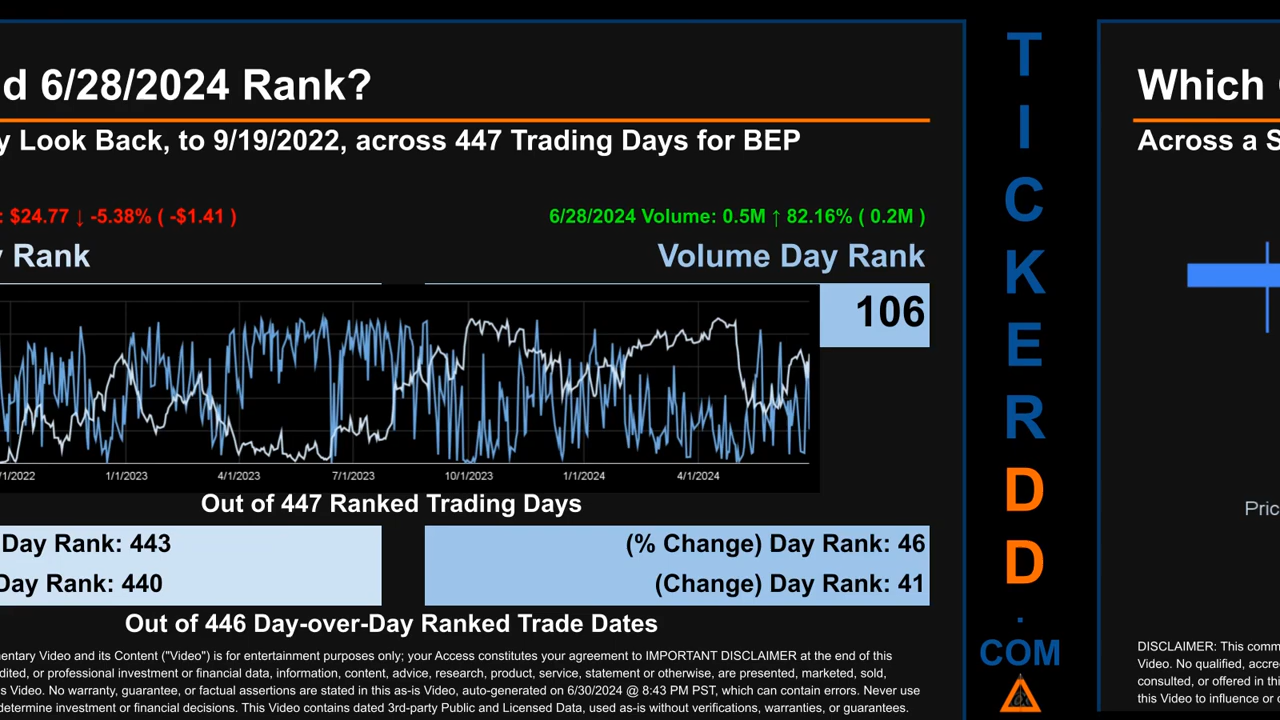 d 6/28/2024 Rank?
y Look Back, to 9/19/2022, across 447 Trading Days for BEP
: $24.77 ↓ -5.38% ( -$1.41 )
6/28/2024 Volume: 0.5M ↑ 82.16% ( 0.2M )
y Rank
Volume Day Rank
106
/1/2022 1/1/2023 4/1/2023 7/1/2023 10/1/2023 1/1/2024 4/1/2024
Out of 447 Ranked Trading Days
Day Rank: 443
Day Rank: 440
(% Change) Day Rank: 46
(Change) Day Rank: 41
Out of 446 Day-over-Day Ranked Trade Dates
mentary Video and its Content ("Video") is for entertainment purposes only; your Access constitutes your agreement to IMPORTANT DISCLAIMER at the end of this
dited, or professional investment or financial data, information, content, advice, research, product, service, statement or otherwise, are presented, marketed, sold,
s Video. No warranty, guarantee, or factual assertions are stated in this as-is Video, auto-generated on 6/30/2024 @ 8:43 PM PST, which can contain errors. Never use
determine investment or financial decisions. This Video contains dated 3rd-party Public and Licensed Data, used as-is without verifications, warranties, or guarantees.
T
I
C
K
E
R
D
D
.
COM
Which
Across a S
Pric
DISCLAIMER: This comm
Video. No qualified, accre
consulted, or offered in thi
this Video to influence or d